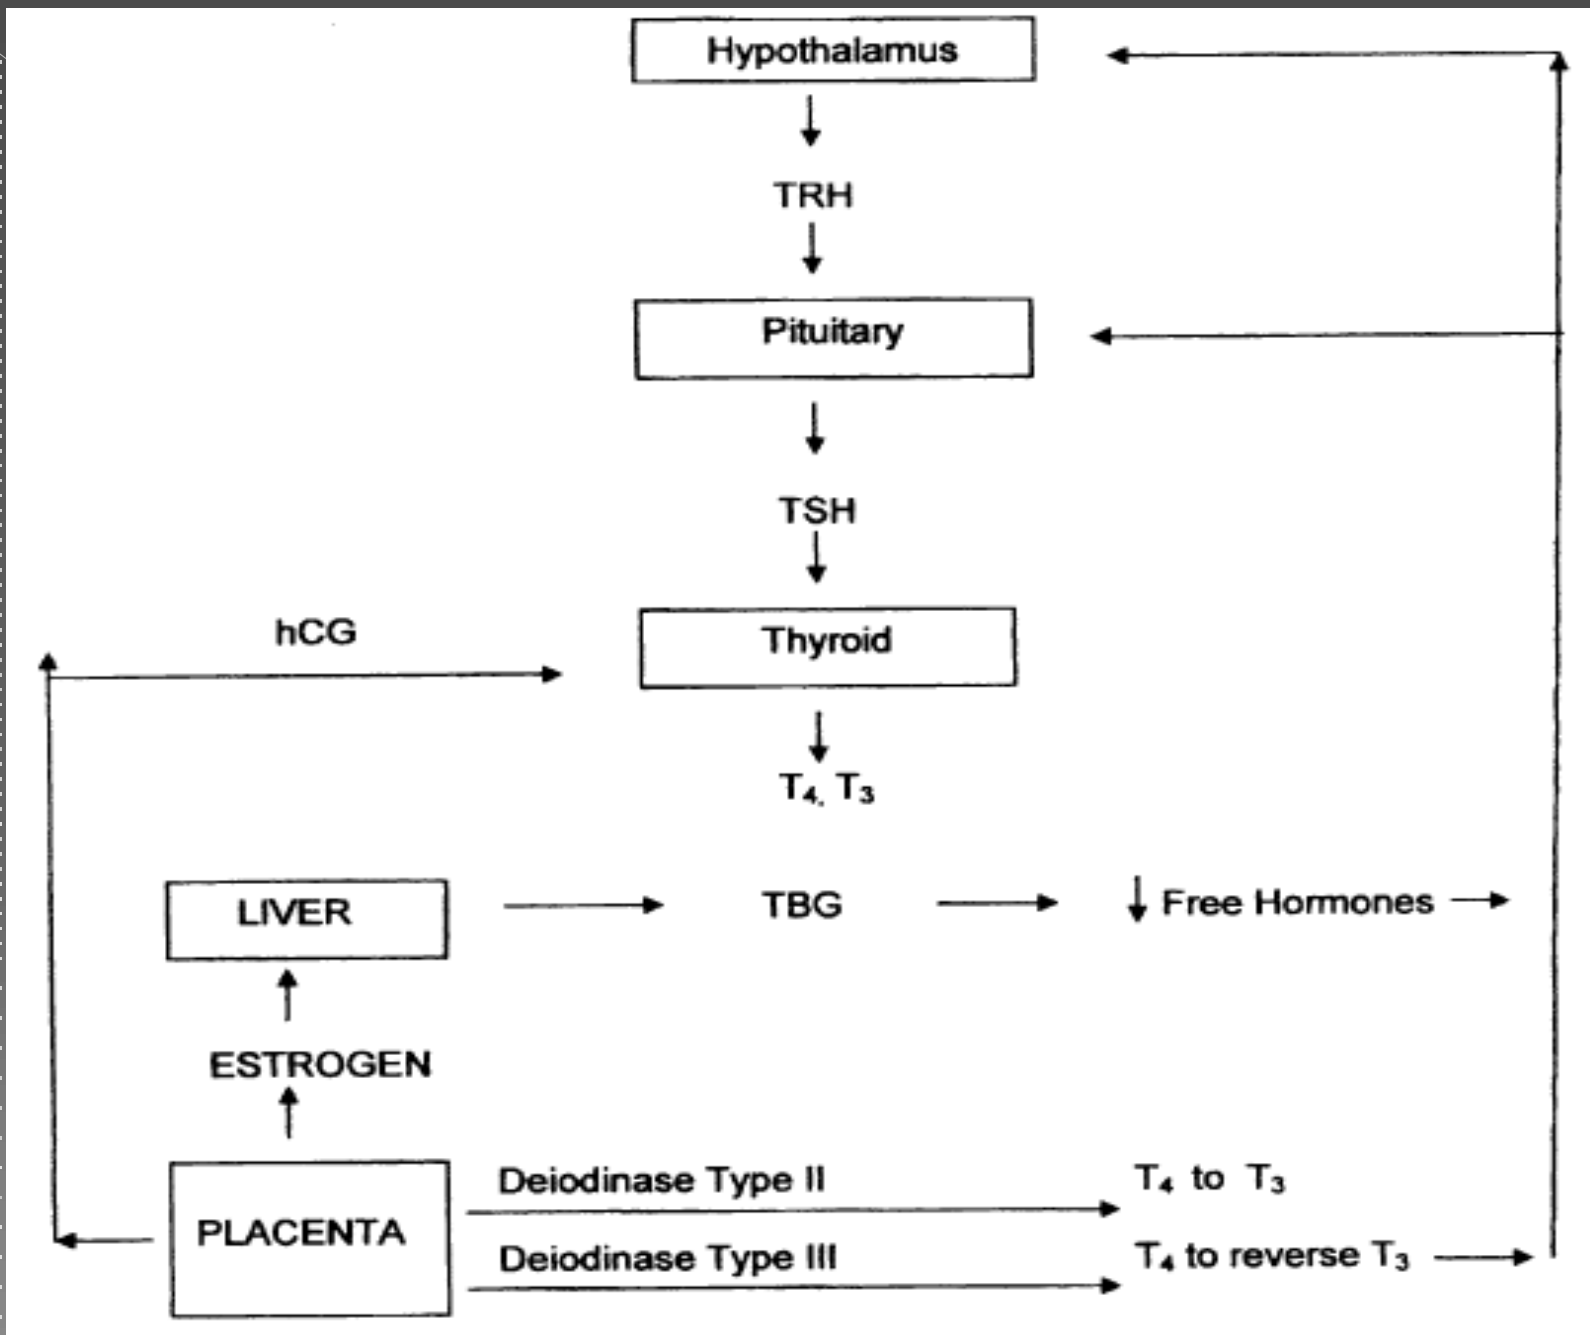 Hypothalamus
TRH
Pituitary
TSH
hCG
Thyroid
T₄, T₃
LIVER
TBG
↓ Free Hormones
ESTROGEN
PLACENTA
Deiodinase Type II
T₄ to T₃
Deiodinase Type III
T₄ to reverse T₃